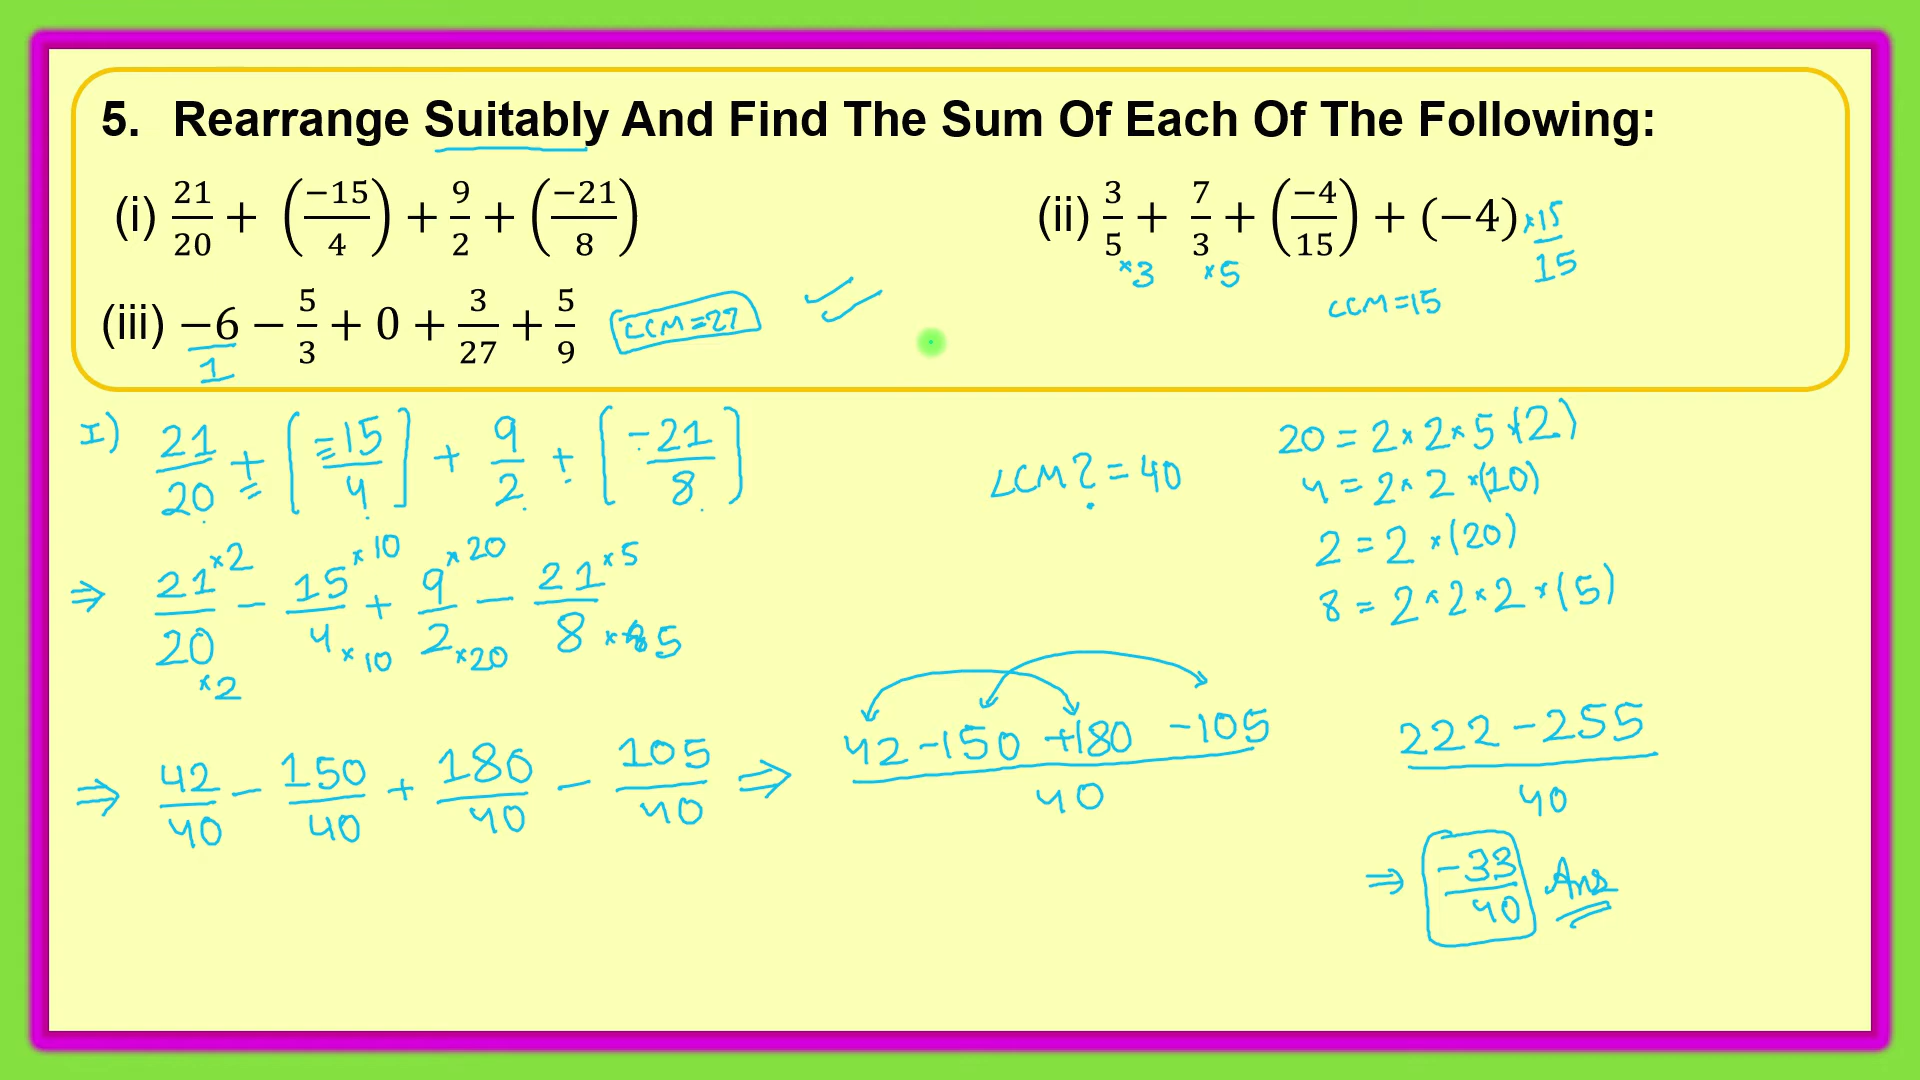 5. Rearrange Suitably And Find The Sum Of Each Of The Following:
(i) 21/20 + (−15/4) + 9/2 + (−21/8)
(ii) 3/5 + 7/3 + (−4/15) + (−4) ×15/15
×3 ×5
LCM=15
(iii) −6/1 − 5/3 + 0 + 3/27 + 5/9 LCM=27
I) 21/20 + [−15/4] + 9/2 + [−21/8]
LCM? = 40
20 = 2×2×5×(2)
4 = 2×2×(10)
2 = 2×(20)
8 = 2×2×2×(5)
⇒ 21×2/20×2 − 15×10/4×10 + 9×20/2×20 − 21×5/8×5
⇒ 42/40 − 150/40 + 180/40 − 105/40 ⇒ 42−150+180−105/40
222−255/40
⇒ −33/40 Ans